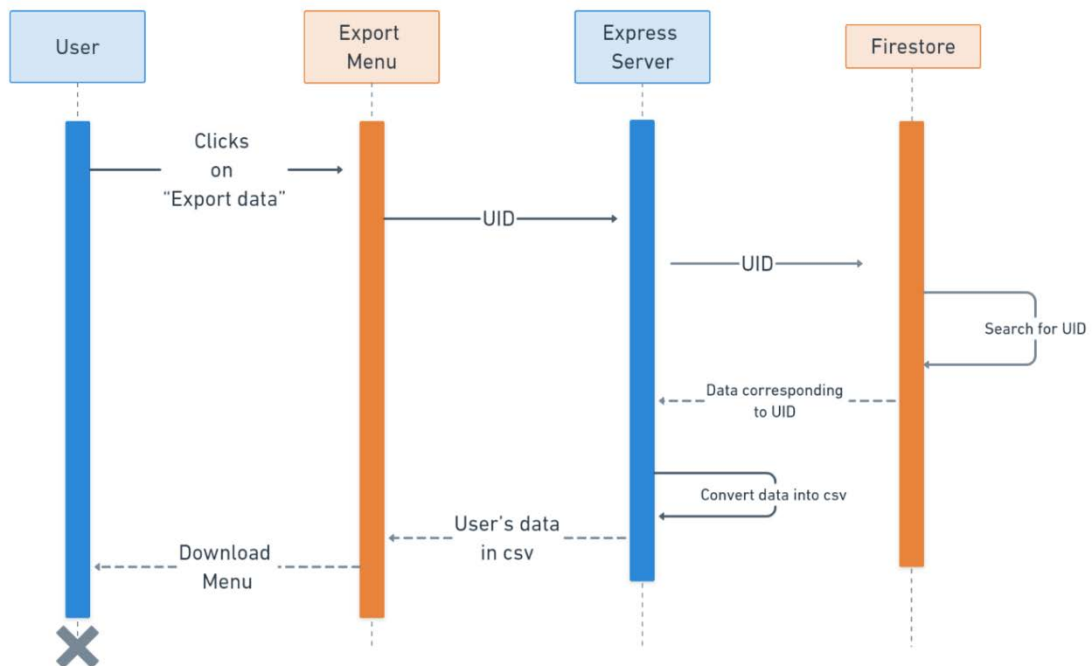 User
Export
Menu
Express
Server
Firestore
Clicks
on
“Export data”
UID
UID
Search for UID
Data corresponding
to UID
Convert data into csv
User’s data
in csv
Download
Menu